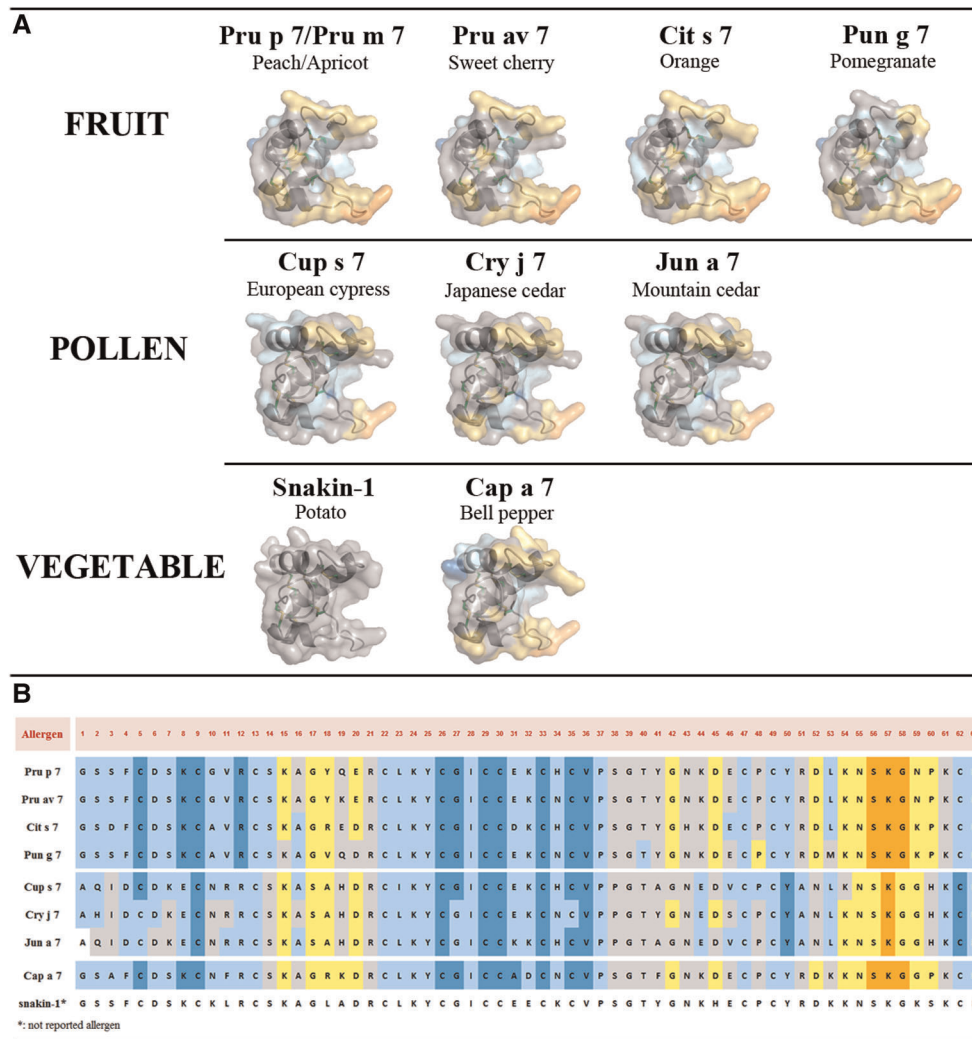 A
Pru p 7/Pru m 7 Pru av 7 Cit s 7 Pun g 7
Peach/Apricot Sweet cherry Orange Pomegranate
FRUIT
Cup s 7 Cry j 7 Jun a 7
European cypress Japanese cedar Mountain cedar
POLLEN
Snakin-1 Cap a 7
Potato Bell pepper
VEGETABLE
B
Allergen 1 2 3 4 5 6 7 8 9 10 11 12 13 14 15 16 17 18 19 20 21 22 23 24 25 26 27 28 29 30 31 32 33 34 35 36 37 38 39 40 41 42 43 44 45 46 47 48 49 50 51 52 53 54 55 56 57 58 59 60 61 62
Pru p 7 G S S F C D S K C G V R C S K A G Y Q E R C L K Y C G I C C E K C H C V P S G T Y G N K D E C P C Y R D L K N S K G N P K C
Pru av 7 G S S F C D S K C G V R C S K A G Y K E R C L K Y C G I C C E K C N C V P S G T Y G N K D E C P C Y R D L K N S K G N P K C
Cit s 7 G S D F C D S K C A V R C S K A G R E D R C L K Y C G I C C D K C H C V P S G T Y G H K D E C P C Y R D L K N S K G K P K C
Pun g 7 G S S F C D S K C A V R C S K A G V Q D R C L K Y C G I C C E K C N C V P S G T Y G N K D E C P C Y R D M K N S K G K P K C
Cup s 7 A Q I D C D K E C N R R C S K A S A H D R C I K Y C G I C C E K C H C V P P G T A G N E D V C P C Y A N L K N S K G G H K C
Cry j 7 A H I D C D K E C N R R C S K A S A H D R C L K Y C G I C C E K C N C V P P G T Y G N E D S C P C Y A N L K N S K G G H K C
Jun a 7 A Q I D C D K E C N R R C S K A S A H D R C L K Y C G I C C K K C H C V P P G T A G N E D V C P C Y A N L K N S K G G H K C
Cap a 7 G S A F C D S K C N F R C S K A G R K D R C L K Y C G I C C A D C N C V P S G T F G N K D E C P C Y R D K K N S K G G P K C
snakin-1* G S S F C D S K C K L R C S K A G L A D R C L K Y C G I C C E E C K C V P S G T Y G N K H E C P C Y R D K K N S K G K S K C
*: not reported allergen